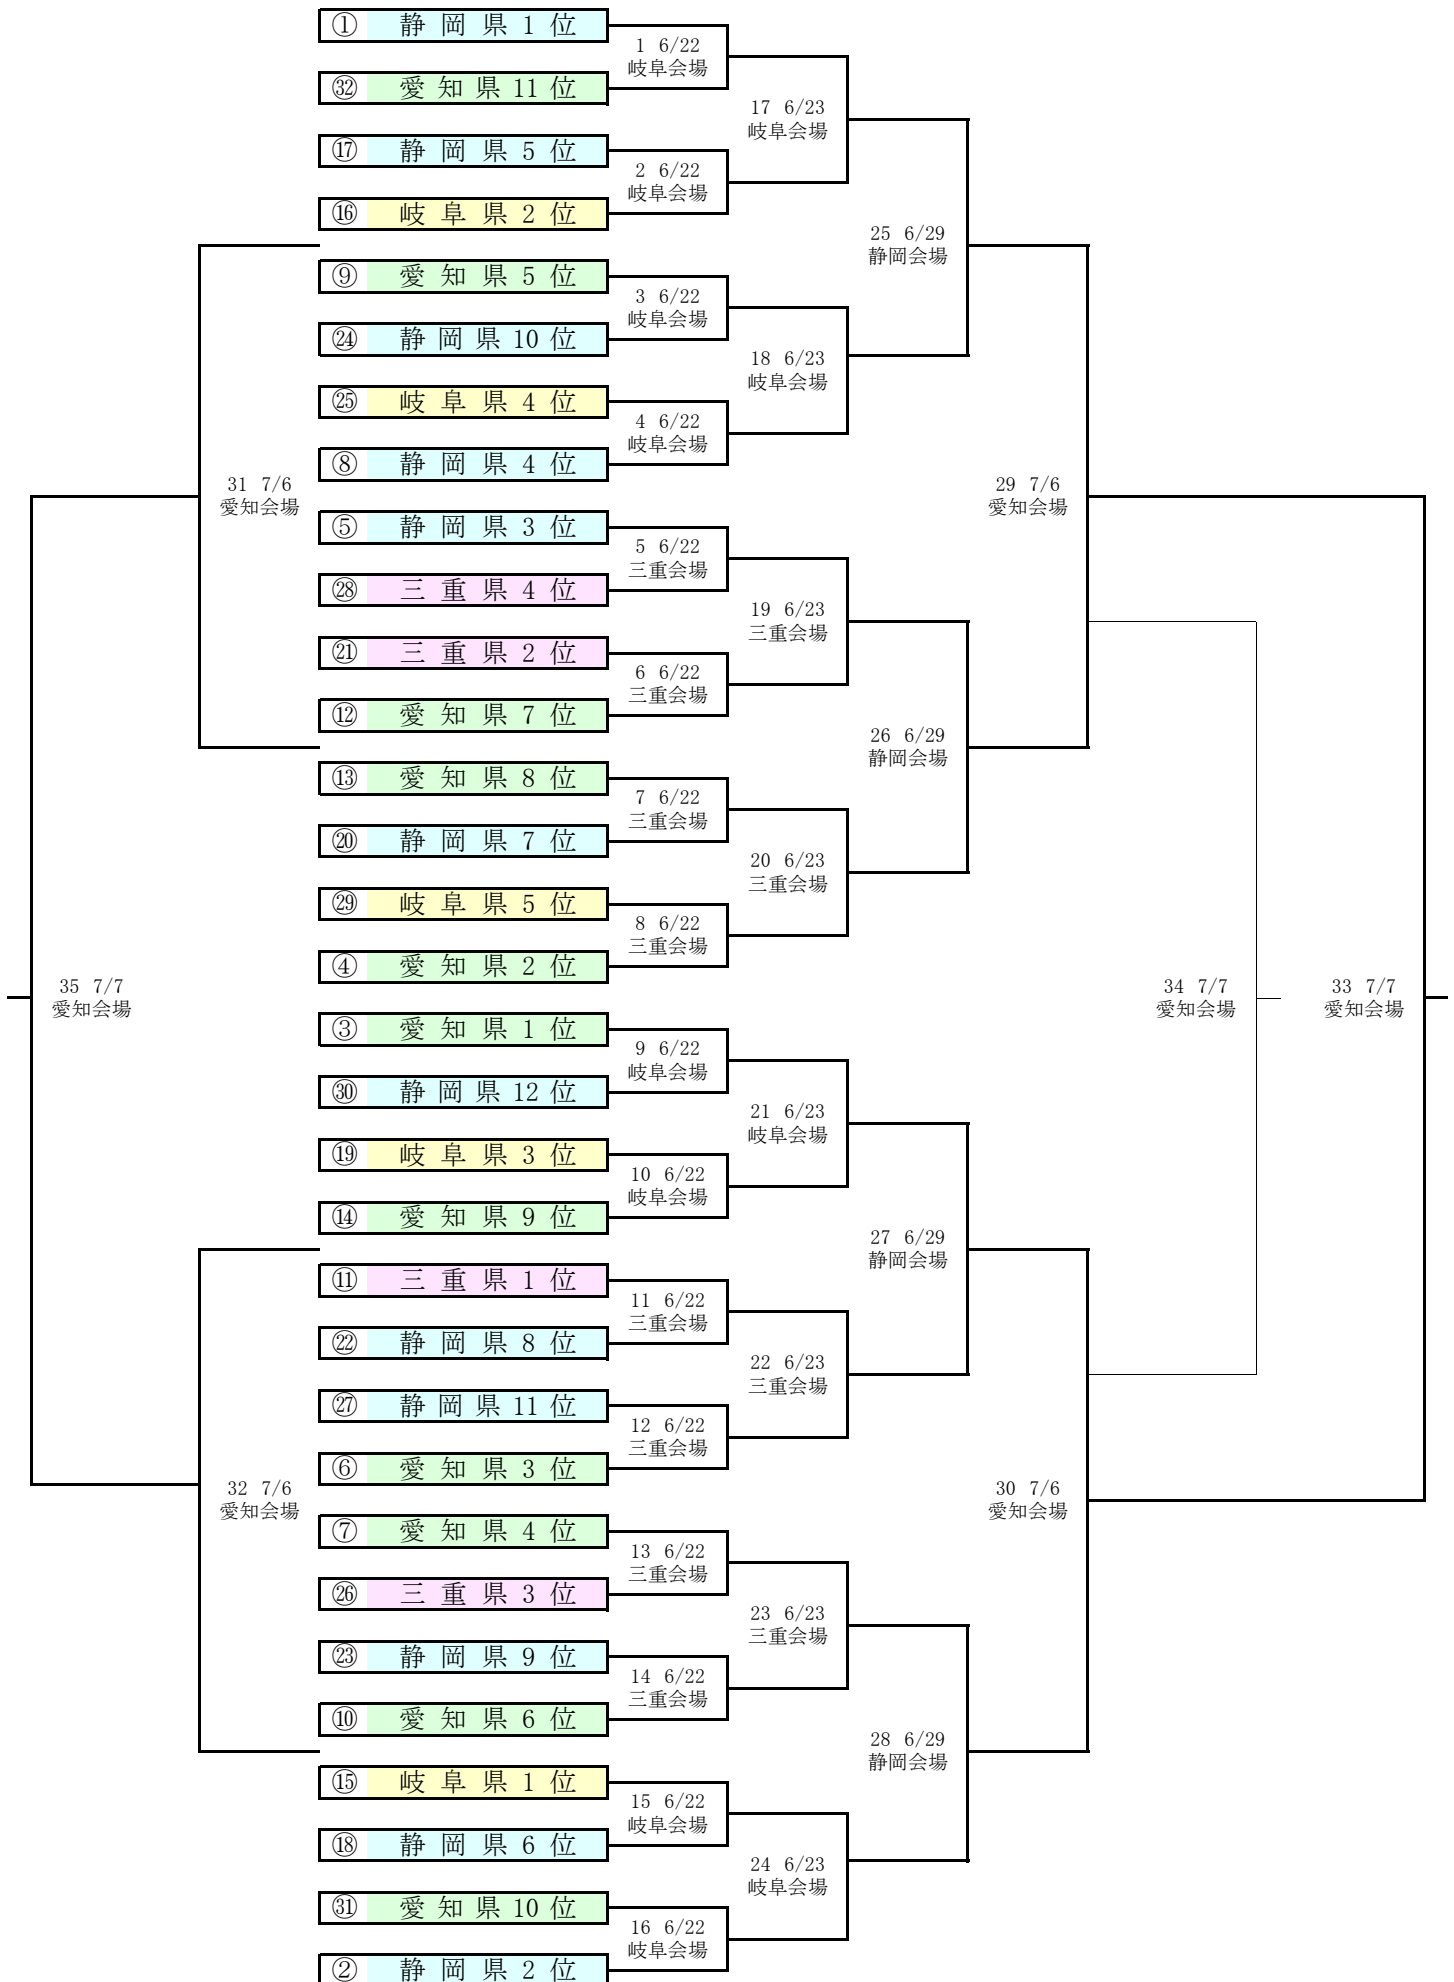 ① 静岡県1位
1 6/22
岐阜会場
㉜ 愛知県11位
17 6/23
岐阜会場
⑰ 静岡県5位
2 6/22
岐阜会場
⑯ 岐阜県2位
25 6/29
静岡会場
⑨ 愛知県5位
3 6/22
岐阜会場
㉔ 静岡県10位
18 6/23
岐阜会場
㉕ 岐阜県4位
4 6/22
岐阜会場
⑧ 静岡県4位
31 7/6
愛知会場
29 7/6
愛知会場
⑤ 静岡県3位
5 6/22
三重会場
㉘ 三重県4位
19 6/23
三重会場
㉑ 三重県2位
6 6/22
三重会場
⑫ 愛知県7位
26 6/29
静岡会場
⑬ 愛知県8位
7 6/22
三重会場
⑳ 静岡県7位
20 6/23
三重会場
㉙ 岐阜県5位
8 6/22
三重会場
④ 愛知県2位
35 7/7
愛知会場
34 7/7
愛知会場
33 7/7
愛知会場
③ 愛知県1位
9 6/22
岐阜会場
㉚ 静岡県12位
21 6/23
岐阜会場
⑲ 岐阜県3位
10 6/22
岐阜会場
⑭ 愛知県9位
27 6/29
静岡会場
⑪ 三重県1位
11 6/22
三重会場
㉒ 静岡県8位
22 6/23
三重会場
㉗ 静岡県11位
12 6/22
三重会場
⑥ 愛知県3位
32 7/6
愛知会場
30 7/6
愛知会場
⑦ 愛知県4位
13 6/22
三重会場
㉖ 三重県3位
23 6/23
三重会場
㉓ 静岡県9位
14 6/22
三重会場
⑩ 愛知県6位
28 6/29
静岡会場
⑮ 岐阜県1位
15 6/22
岐阜会場
⑱ 静岡県6位
24 6/23
岐阜会場
㉛ 愛知県10位
16 6/22
岐阜会場
② 静岡県2位